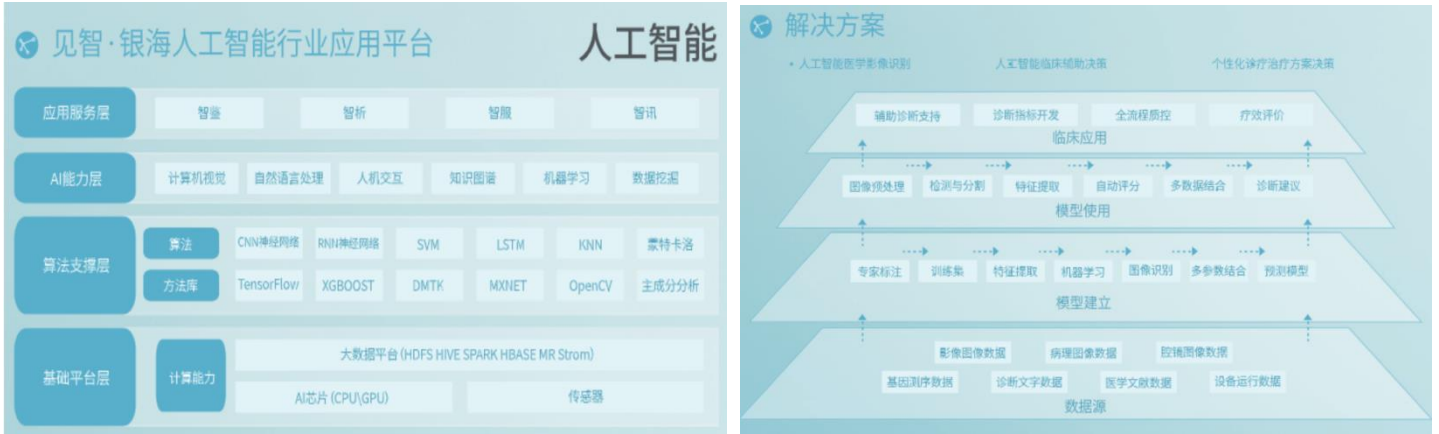 见智·银海人工智能行业应用平台
人工智能
应用服务层
智鉴 智析 智服 智讯
AI能力层
计算机视觉 自然语言处理 人机交互 知识图谱 机器学习 数据挖掘
算法支撑层
算法 CNN神经网络 RNN神经网络 SVM LSTM KNN 蒙特卡洛
方法库 TensorFlow XGBOOST DMTK MXNET OpenCV 主成分分析
基础平台层
计算能力
大数据平台 (HDFS HIVE SPARK HBASE MR Strom)
AI芯片 (CPU\GPU) 传感器
解决方案
• 人工智能医学影像识别 人工智能临床辅助决策 个性化诊疗治疗方案决策
辅助诊断支持 诊断指标开发 全流程质控 疗效评价
临床应用
图像预处理 检测与分割 特征提取 自动评分 多数据结合 诊断建议
模型使用
专家标注 训练集 特征提取 机器学习 图像识别 多参数结合 预测模型
模型建立
影像图像数据 病理图像数据 腔镜图像数据
基因测序数据 诊断文字数据 医学文献数据 设备运行数据
数据源